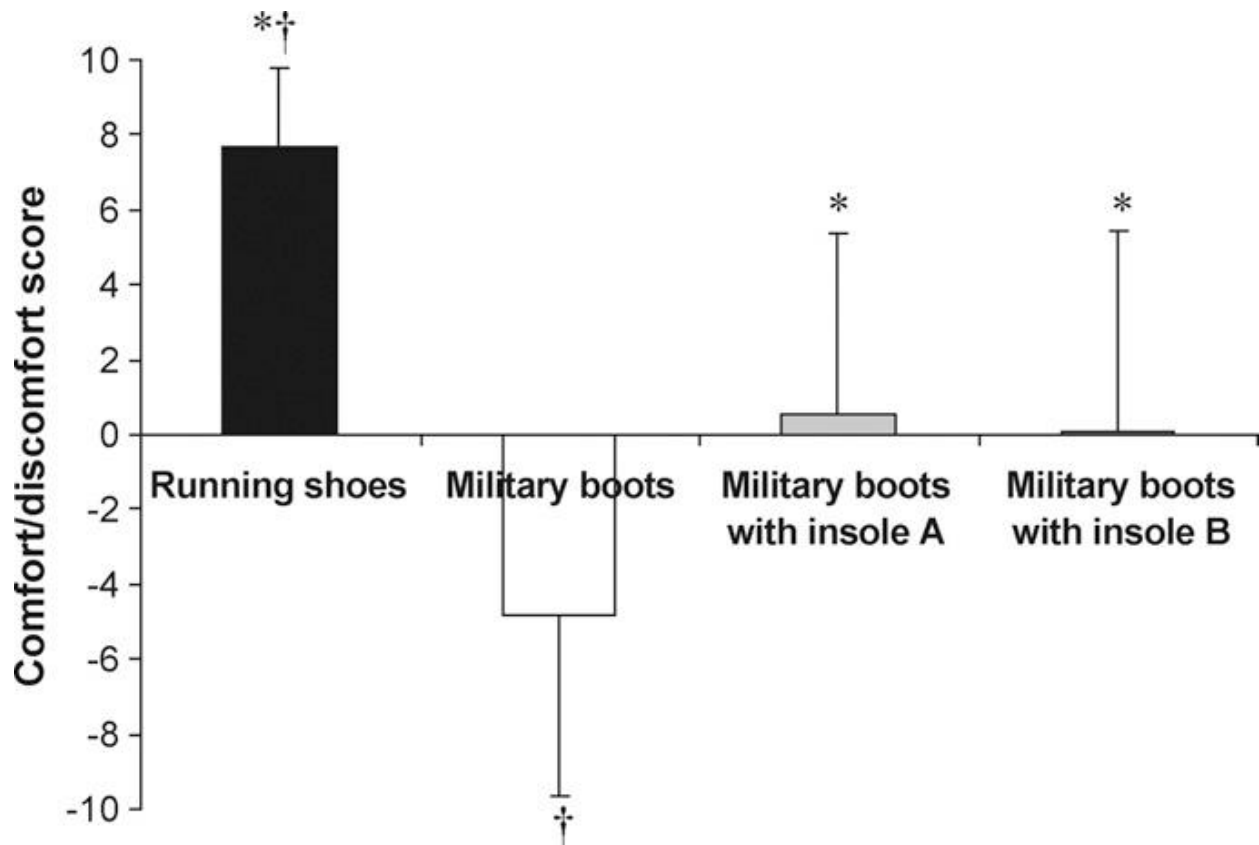 *†
10
8
6
4
2
0
-2
-4
-6
-8
-10
Comfort/discomfort score
*
*
Running shoes
Military boots
Military boots
with insole A
Military boots
with insole B
†